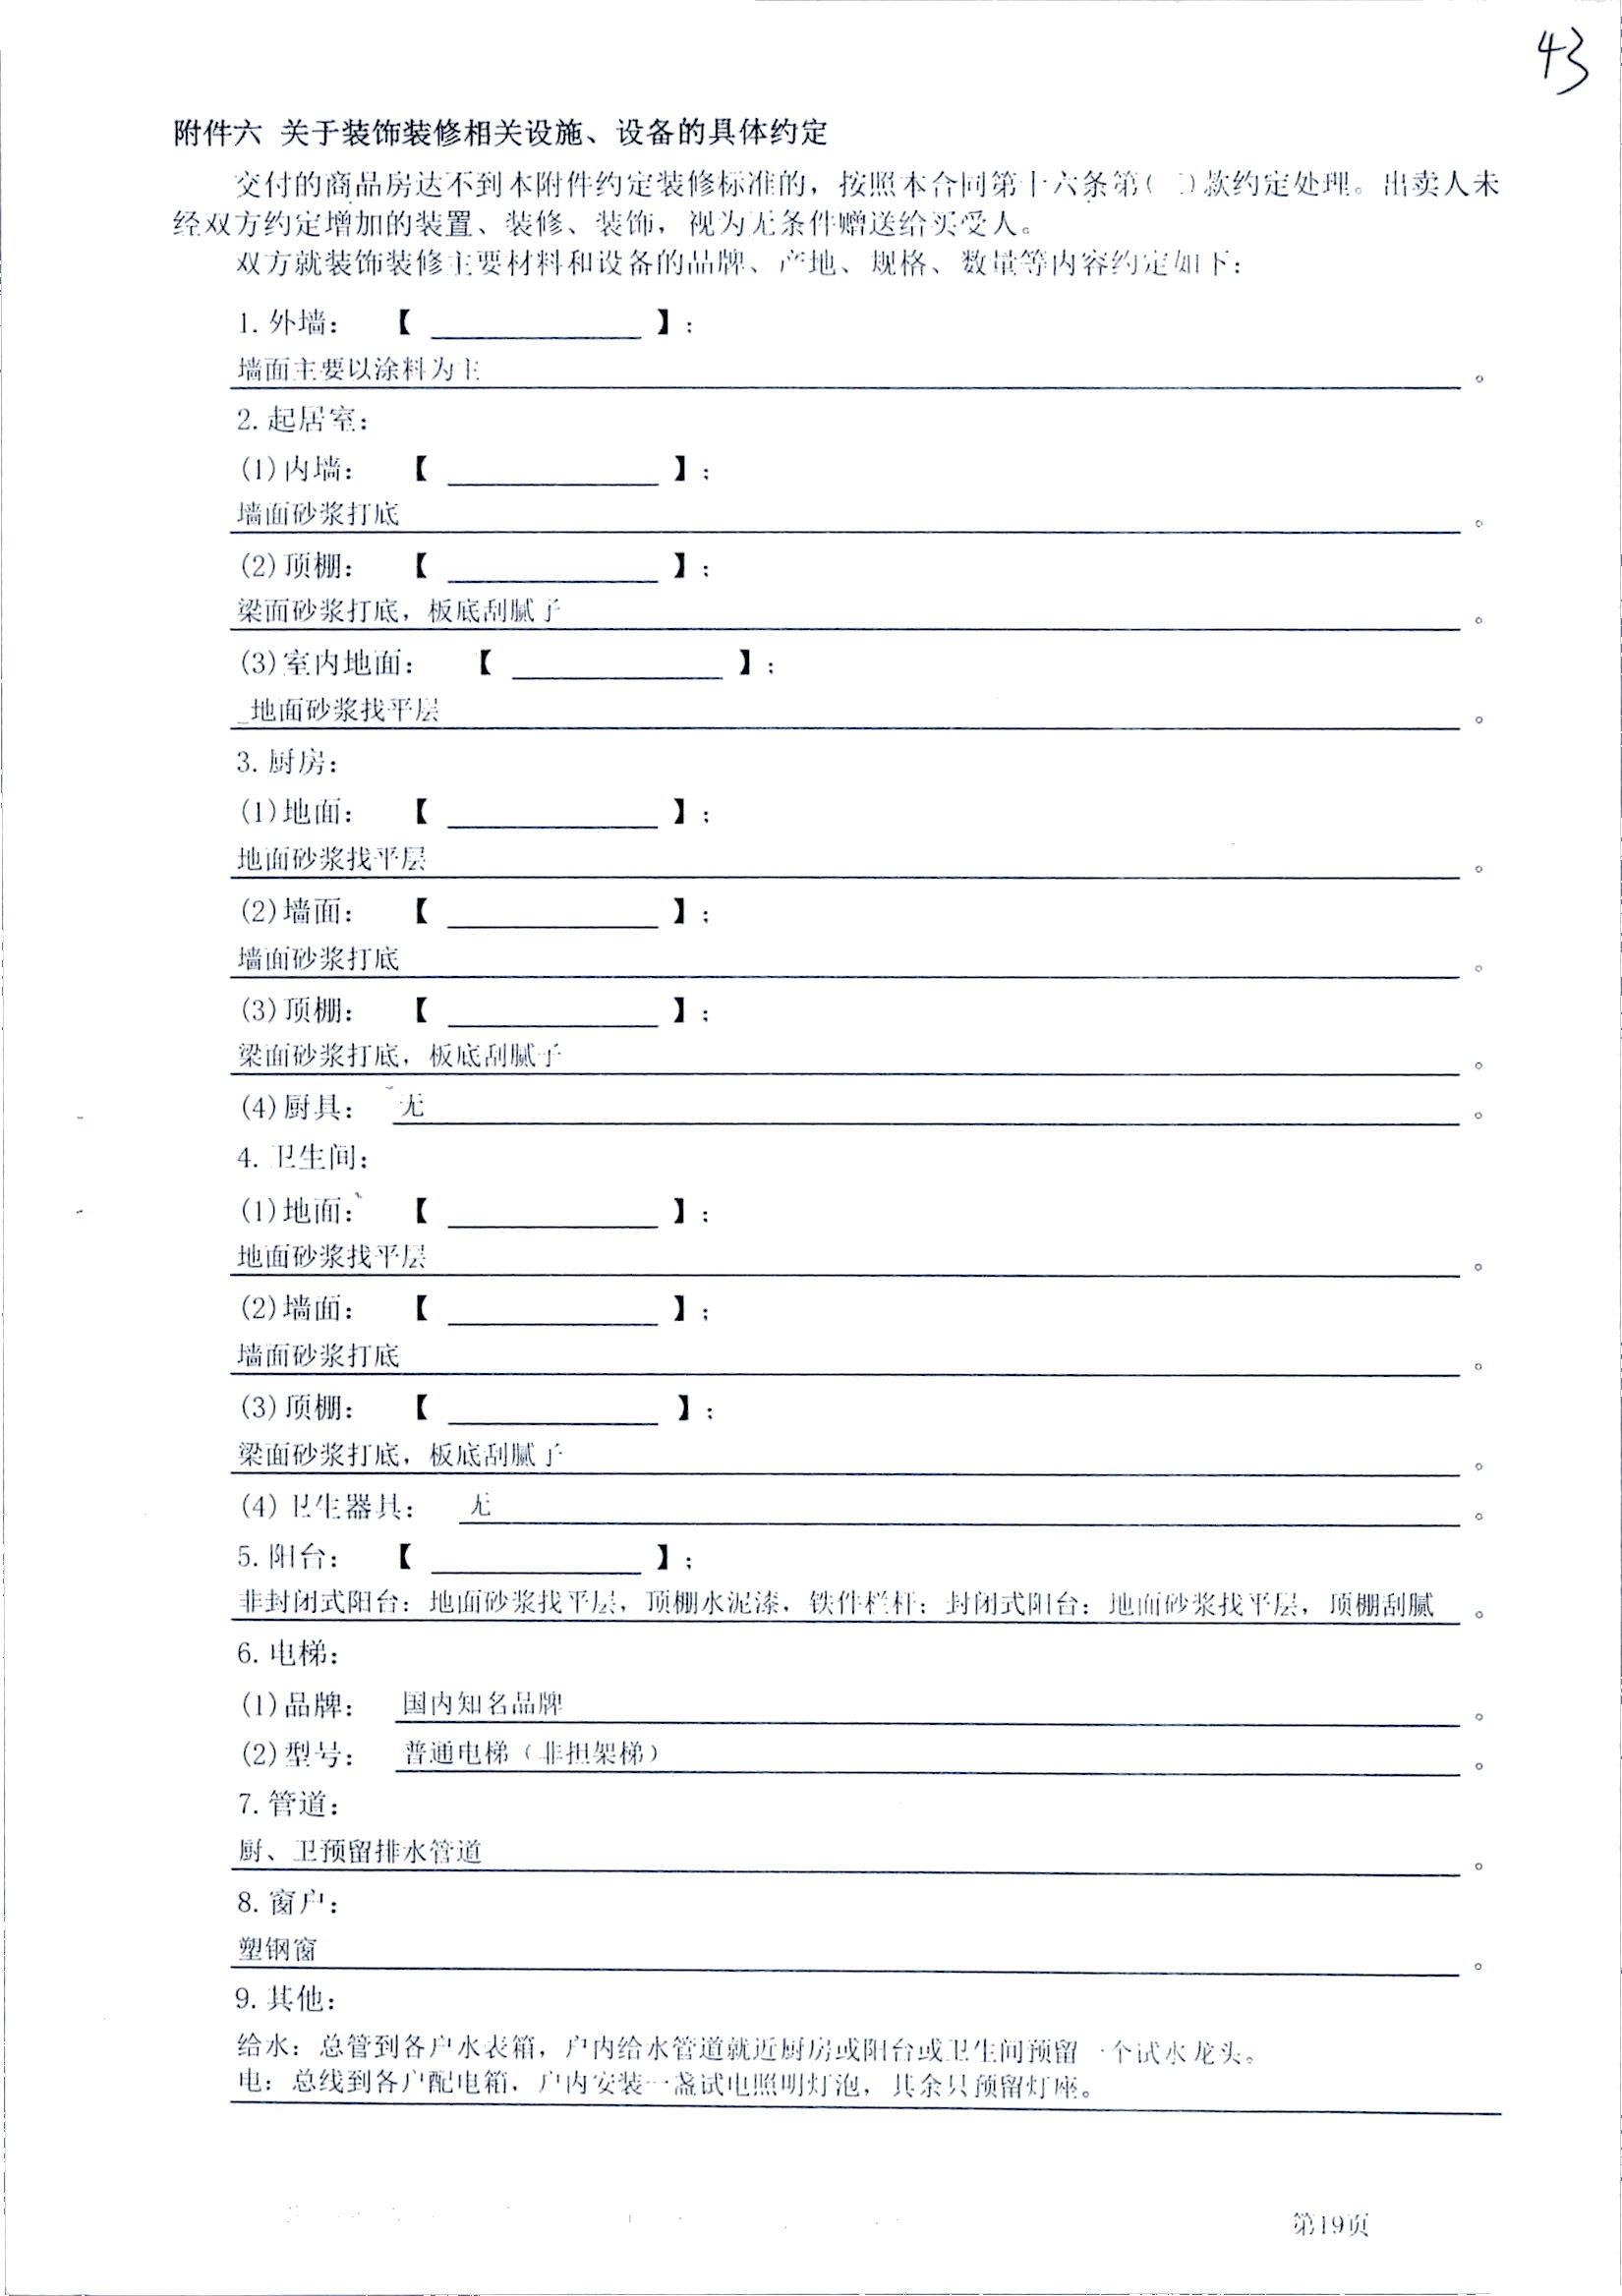 43
附件六 关于装饰装修相关设施、设备的具体约定
交付的商品房达不到本附件约定装修标准的，按照本合同第十六条第(二)款约定处理。出卖人未
经双方约定增加的装置、装修、装饰，视为无条件赠送给买受人。
双方就装饰装修主要材料和设备的品牌、产地、规格、数量等内容约定如下：
1. 外墙： 【 】；
墙面主要以涂料为主 。
2. 起居室：
(1)内墙： 【 】；
墙面砂浆打底 。
(2)顶棚： 【 】；
梁面砂浆打底，板底刮腻子 。
(3)室内地面： 【 】；
地面砂浆找平层 。
3. 厨房：
(1)地面： 【 】；
地面砂浆找平层 。
(2)墙面： 【 】；
墙面砂浆打底 。
(3)顶棚： 【 】；
梁面砂浆打底，板底刮腻子 。
(4)厨具： 无 。
4. 卫生间：
(1)地面： 【 】；
地面砂浆找平层 。
(2)墙面： 【 】；
墙面砂浆打底 。
(3)顶棚： 【 】；
梁面砂浆打底，板底刮腻子 。
(4)卫生器具： 无 。
5. 阳台： 【 】；
非封闭式阳台：地面砂浆找平层，顶棚水泥漆，铁件栏杆；封闭式阳台：地面砂浆找平层，顶棚刮腻 。
6. 电梯：
(1)品牌： 国内知名品牌 。
(2)型号： 普通电梯（非担架梯） 。
7. 管道：
厨、卫预留排水管道 。
8. 窗户：
塑钢窗 。
9. 其他：
给水：总管到各户水表箱，户内给水管道就近厨房或阳台或卫生间预留一个试水龙头。
电：总线到各户配电箱，户内安装一盏试电照明灯泡，其余只预留灯座。
第19页